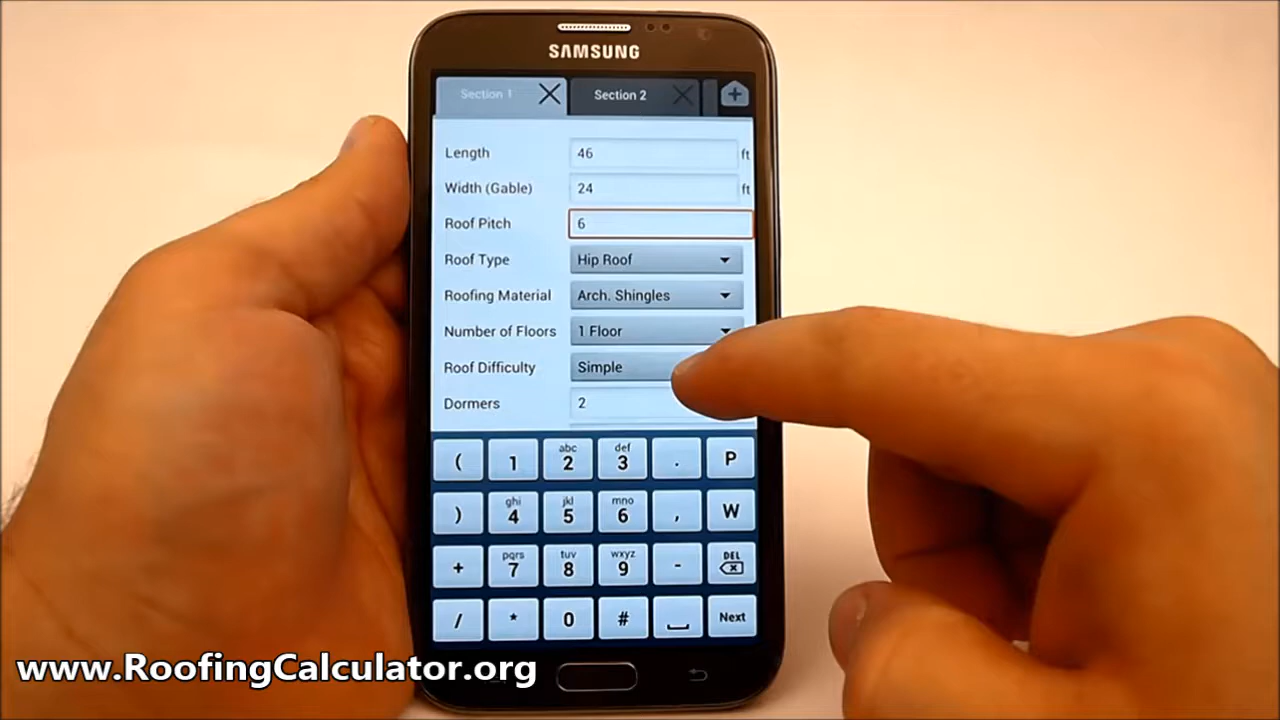 SAMSUNG
Section 1
Section 2
Length 46 ft
Width (Gable) 24 ft
Roof Pitch 6
Roof Type Hip Roof
Roofing Material Arch. Shingles
Number of Floors 1 Floor
Roof Difficulty Simple
Dormers 2
( 1 abc 2 def 3 . P
) ghi 4 jkl 5 mno 6 , W
+ pqrs 7 tuv 8 wxyz 9 - DEL
/ * 0 # Next
www.RoofingCalculator.org